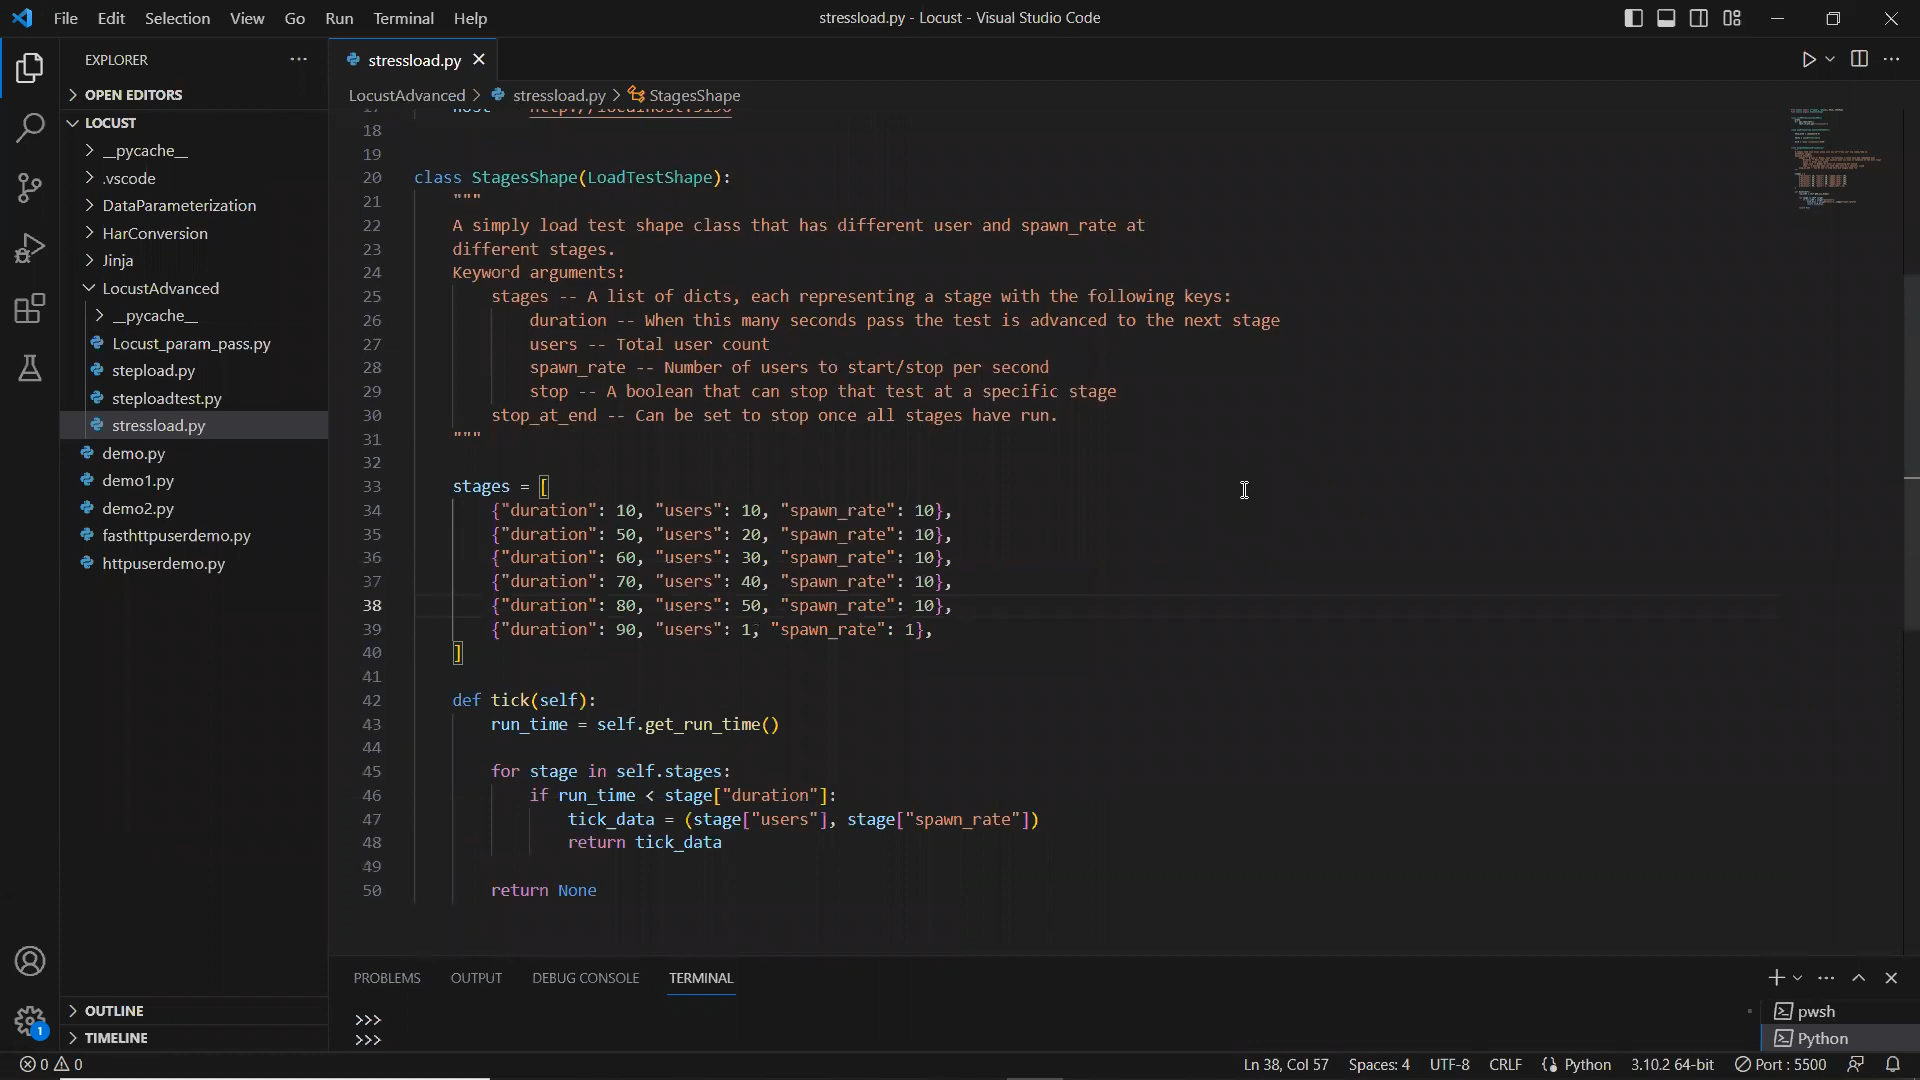 File Edit Selection View Go Run Terminal Help
stressload.py - Locust - Visual Studio Code
EXPLORER
OPEN EDITORS
LOCUST
__pycache__
.vscode
DataParameterization
HarConversion
Jinja
LocustAdvanced
__pycache__
Locust_param_pass.py
stepload.py
steploadtest.py
stressload.py
demo.py
demo1.py
demo2.py
fasthttpuserdemo.py
httpuserdemo.py
OUTLINE
TIMELINE
1
stressload.py
LocustAdvanced > stressload.py > StagesShape
18
19
20 class StagesShape(LoadTestShape):
21 """
22 A simply load test shape class that has different user and spawn_rate at
23 different stages.
24 Keyword arguments:
25 stages -- A list of dicts, each representing a stage with the following keys:
26 duration -- When this many seconds pass the test is advanced to the next stage
27 users -- Total user count
28 spawn_rate -- Number of users to start/stop per second
29 stop -- A boolean that can stop that test at a specific stage
30 stop_at_end -- Can be set to stop once all stages have run.
31 """
32
33 stages = [
34 {"duration": 10, "users": 10, "spawn_rate": 10},
35 {"duration": 50, "users": 20, "spawn_rate": 10},
36 {"duration": 60, "users": 30, "spawn_rate": 10},
37 {"duration": 70, "users": 40, "spawn_rate": 10},
38 {"duration": 80, "users": 50, "spawn_rate": 10},
39 {"duration": 90, "users": 1, "spawn_rate": 1},
40 ]
41
42 def tick(self):
43 run_time = self.get_run_time()
44
45 for stage in self.stages:
46 if run_time < stage["duration"]:
47 tick_data = (stage["users"], stage["spawn_rate"])
48 return tick_data
49
50 return None
PROBLEMS OUTPUT DEBUG CONSOLE TERMINAL
>>>
>>>
pwsh
Python
0 0
Ln 38, Col 57 Spaces: 4 UTF-8 CRLF Python 3.10.2 64-bit Port : 5500